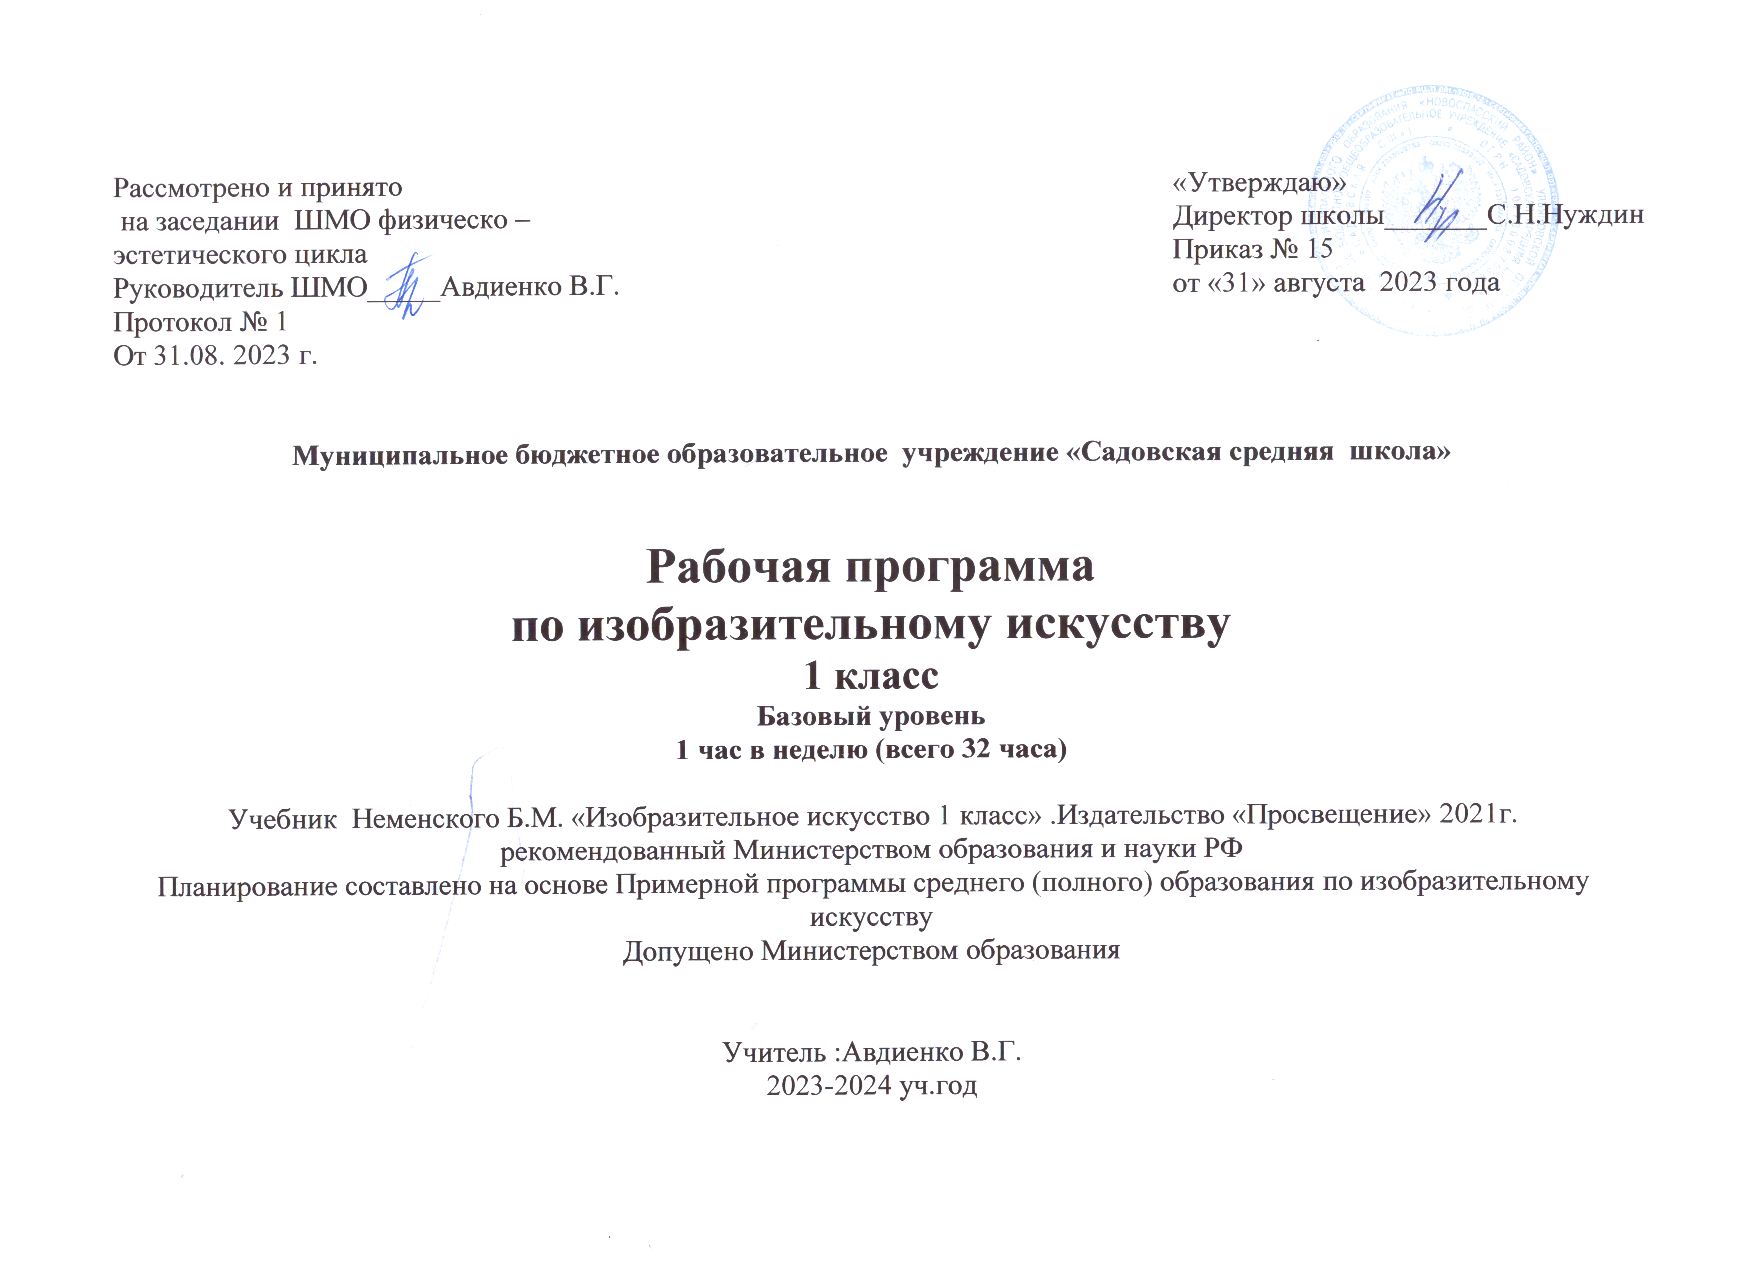 Рассмотрено и принято
на заседании ШМО физическо –
эстетического цикла
Руководитель ШМО_____Авдиенко В.Г.
Протокол № 1
От 31.08. 2023 г.
«Утверждаю»
Директор школы_______С.Н.Нуждин
Приказ № 15
от «31» августа 2023 года
Муниципальное бюджетное образовательное учреждение «Садовская средняя школа»
Рабочая программа
по изобразительному искусству
1 класс
Базовый уровень
1 час в неделю (всего 32 часа)
Учебник Неменского Б.М. «Изобразительное искусство 1 класс» .Издательство «Просвещение» 2021г.
рекомендованный Министерством образования и науки РФ
Планирование составлено на основе Примерной программы среднего (полного) образования по изобразительному
искусству
Допущено Министерством образования
Учитель :Авдиенко В.Г.
2023-2024 уч.год